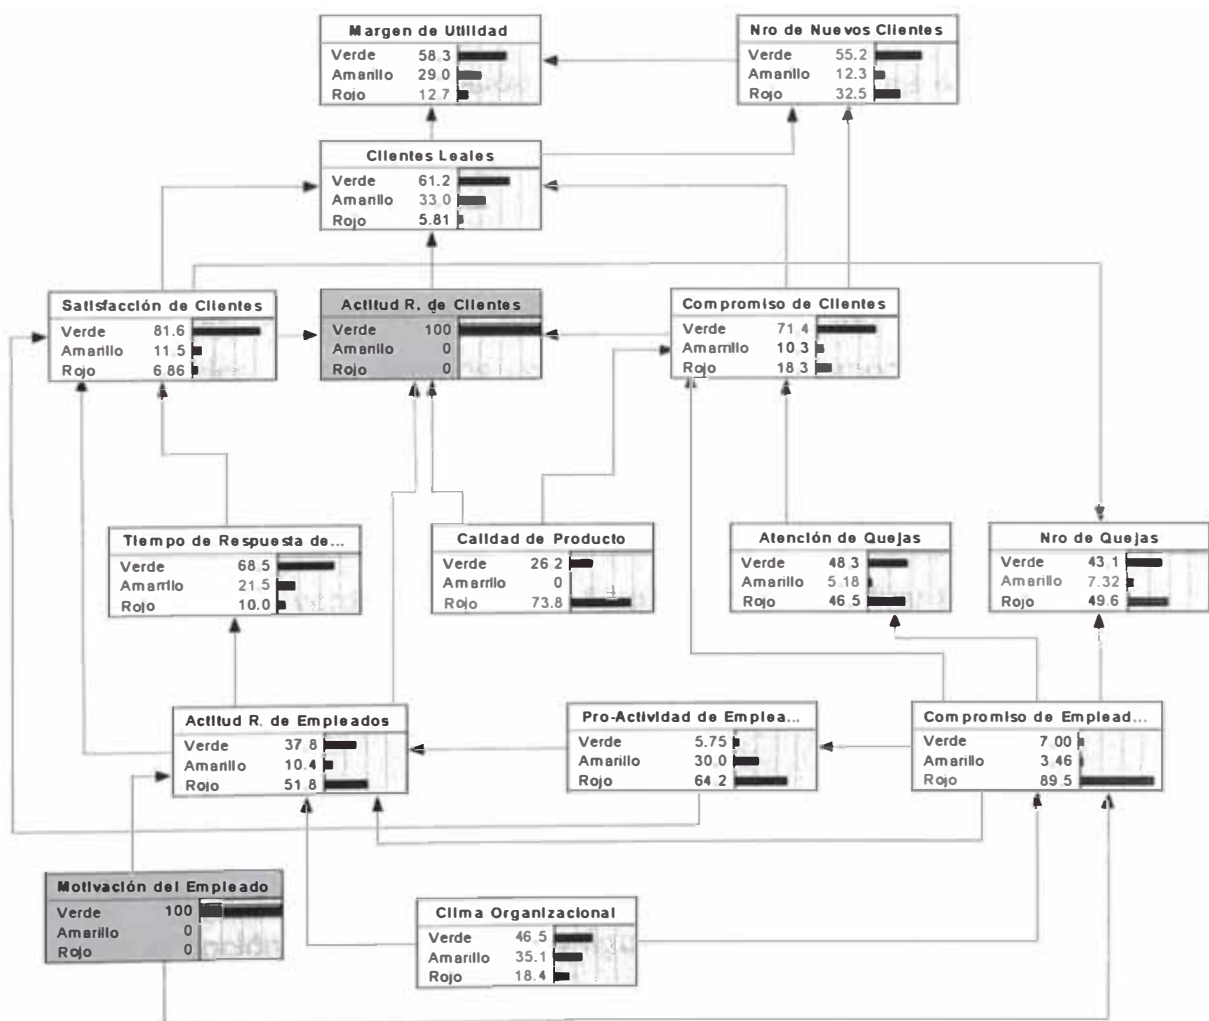 Margen de Utilidad
Verde 58.3
Amarillo 29.0
Rojo 12.7
Nro de Nuevos Clientes
Verde 55.2
Amarillo 12.3
Rojo 32.5
Clientes Leales
Verde 61.2
Amarillo 33.0
Rojo 5.81
Satisfacción de Clientes
Verde 81.6
Amarillo 11.5
Rojo 6.86
Actitud R. de Clientes
Verde 100
Amarillo 0
Rojo 0
Compromiso de Clientes
Verde 71.4
Amarillo 10.3
Rojo 18.3
Tiempo de Respuesta de...
Verde 68.5
Amarillo 21.5
Rojo 10.0
Calidad de Producto
Verde 26.2
Amarillo 0
Rojo 73.8
Atención de Quejas
Verde 48.3
Amarillo 5.18
Rojo 46.5
Nro de Quejas
Verde 43.1
Amarillo 7.32
Rojo 49.6
Actitud R. de Empleados
Verde 37.8
Amarillo 10.4
Rojo 51.8
Pro-Actividad de Emplea...
Verde 5.75
Amarillo 30.0
Rojo 64.2
Compromiso de Emplead...
Verde 7.00
Amarillo 3.46
Rojo 89.5
Motivación del Empleado
Verde 100
Amarillo 0
Rojo 0
Clima Organizacional
Verde 46.5
Amarillo 35.1
Rojo 18.4